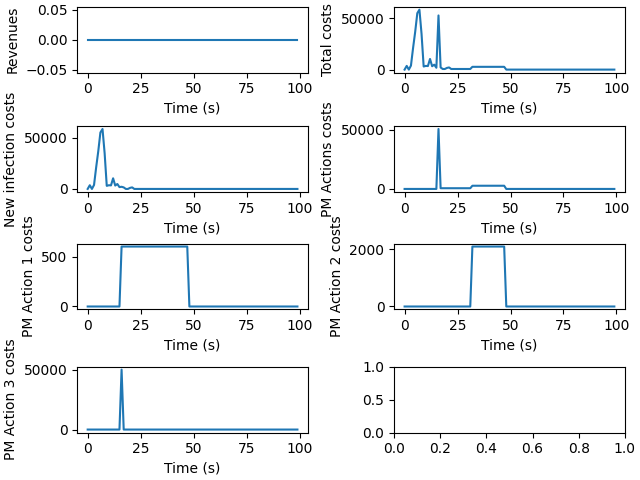 Revenues
0.05
0.00
−0.05
0 25 50 75 100
Time (s)
Total costs
50000
0
0 25 50 75 100
Time (s)
New infection costs
50000
0
0 25 50 75 100
Time (s)
PM Actions costs
50000
0
0 25 50 75 100
Time (s)
PM Action 1 costs
500
0
0 25 50 75 100
Time (s)
PM Action 2 costs
2000
0
0 25 50 75 100
Time (s)
PM Action 3 costs
50000
0
0 25 50 75 100
Time (s)
1.0
0.5
0.0
0.0 0.2 0.4 0.6 0.8 1.0